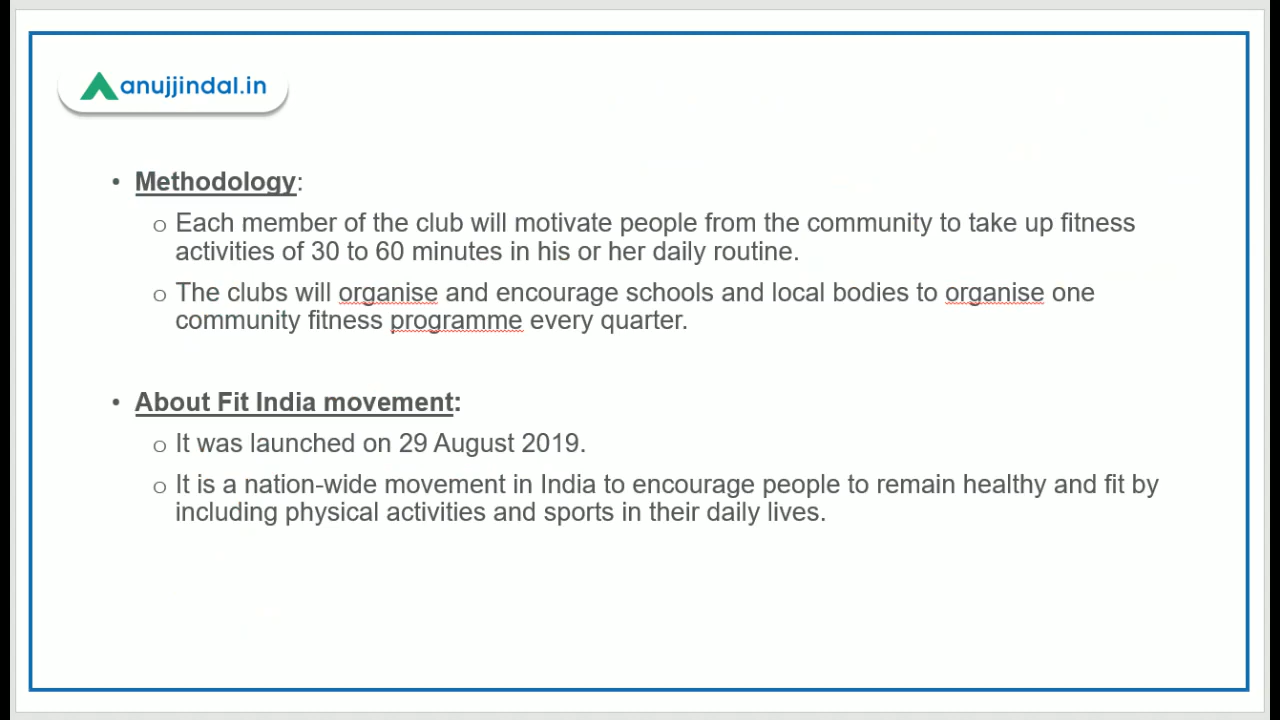 anujjindal.in
• Methodology:
o Each member of the club will motivate people from the community to take up fitness
activities of 30 to 60 minutes in his or her daily routine.
o The clubs will organise and encourage schools and local bodies to organise one
community fitness programme every quarter.
• About Fit India movement:
o It was launched on 29 August 2019.
o It is a nation-wide movement in India to encourage people to remain healthy and fit by
including physical activities and sports in their daily lives.